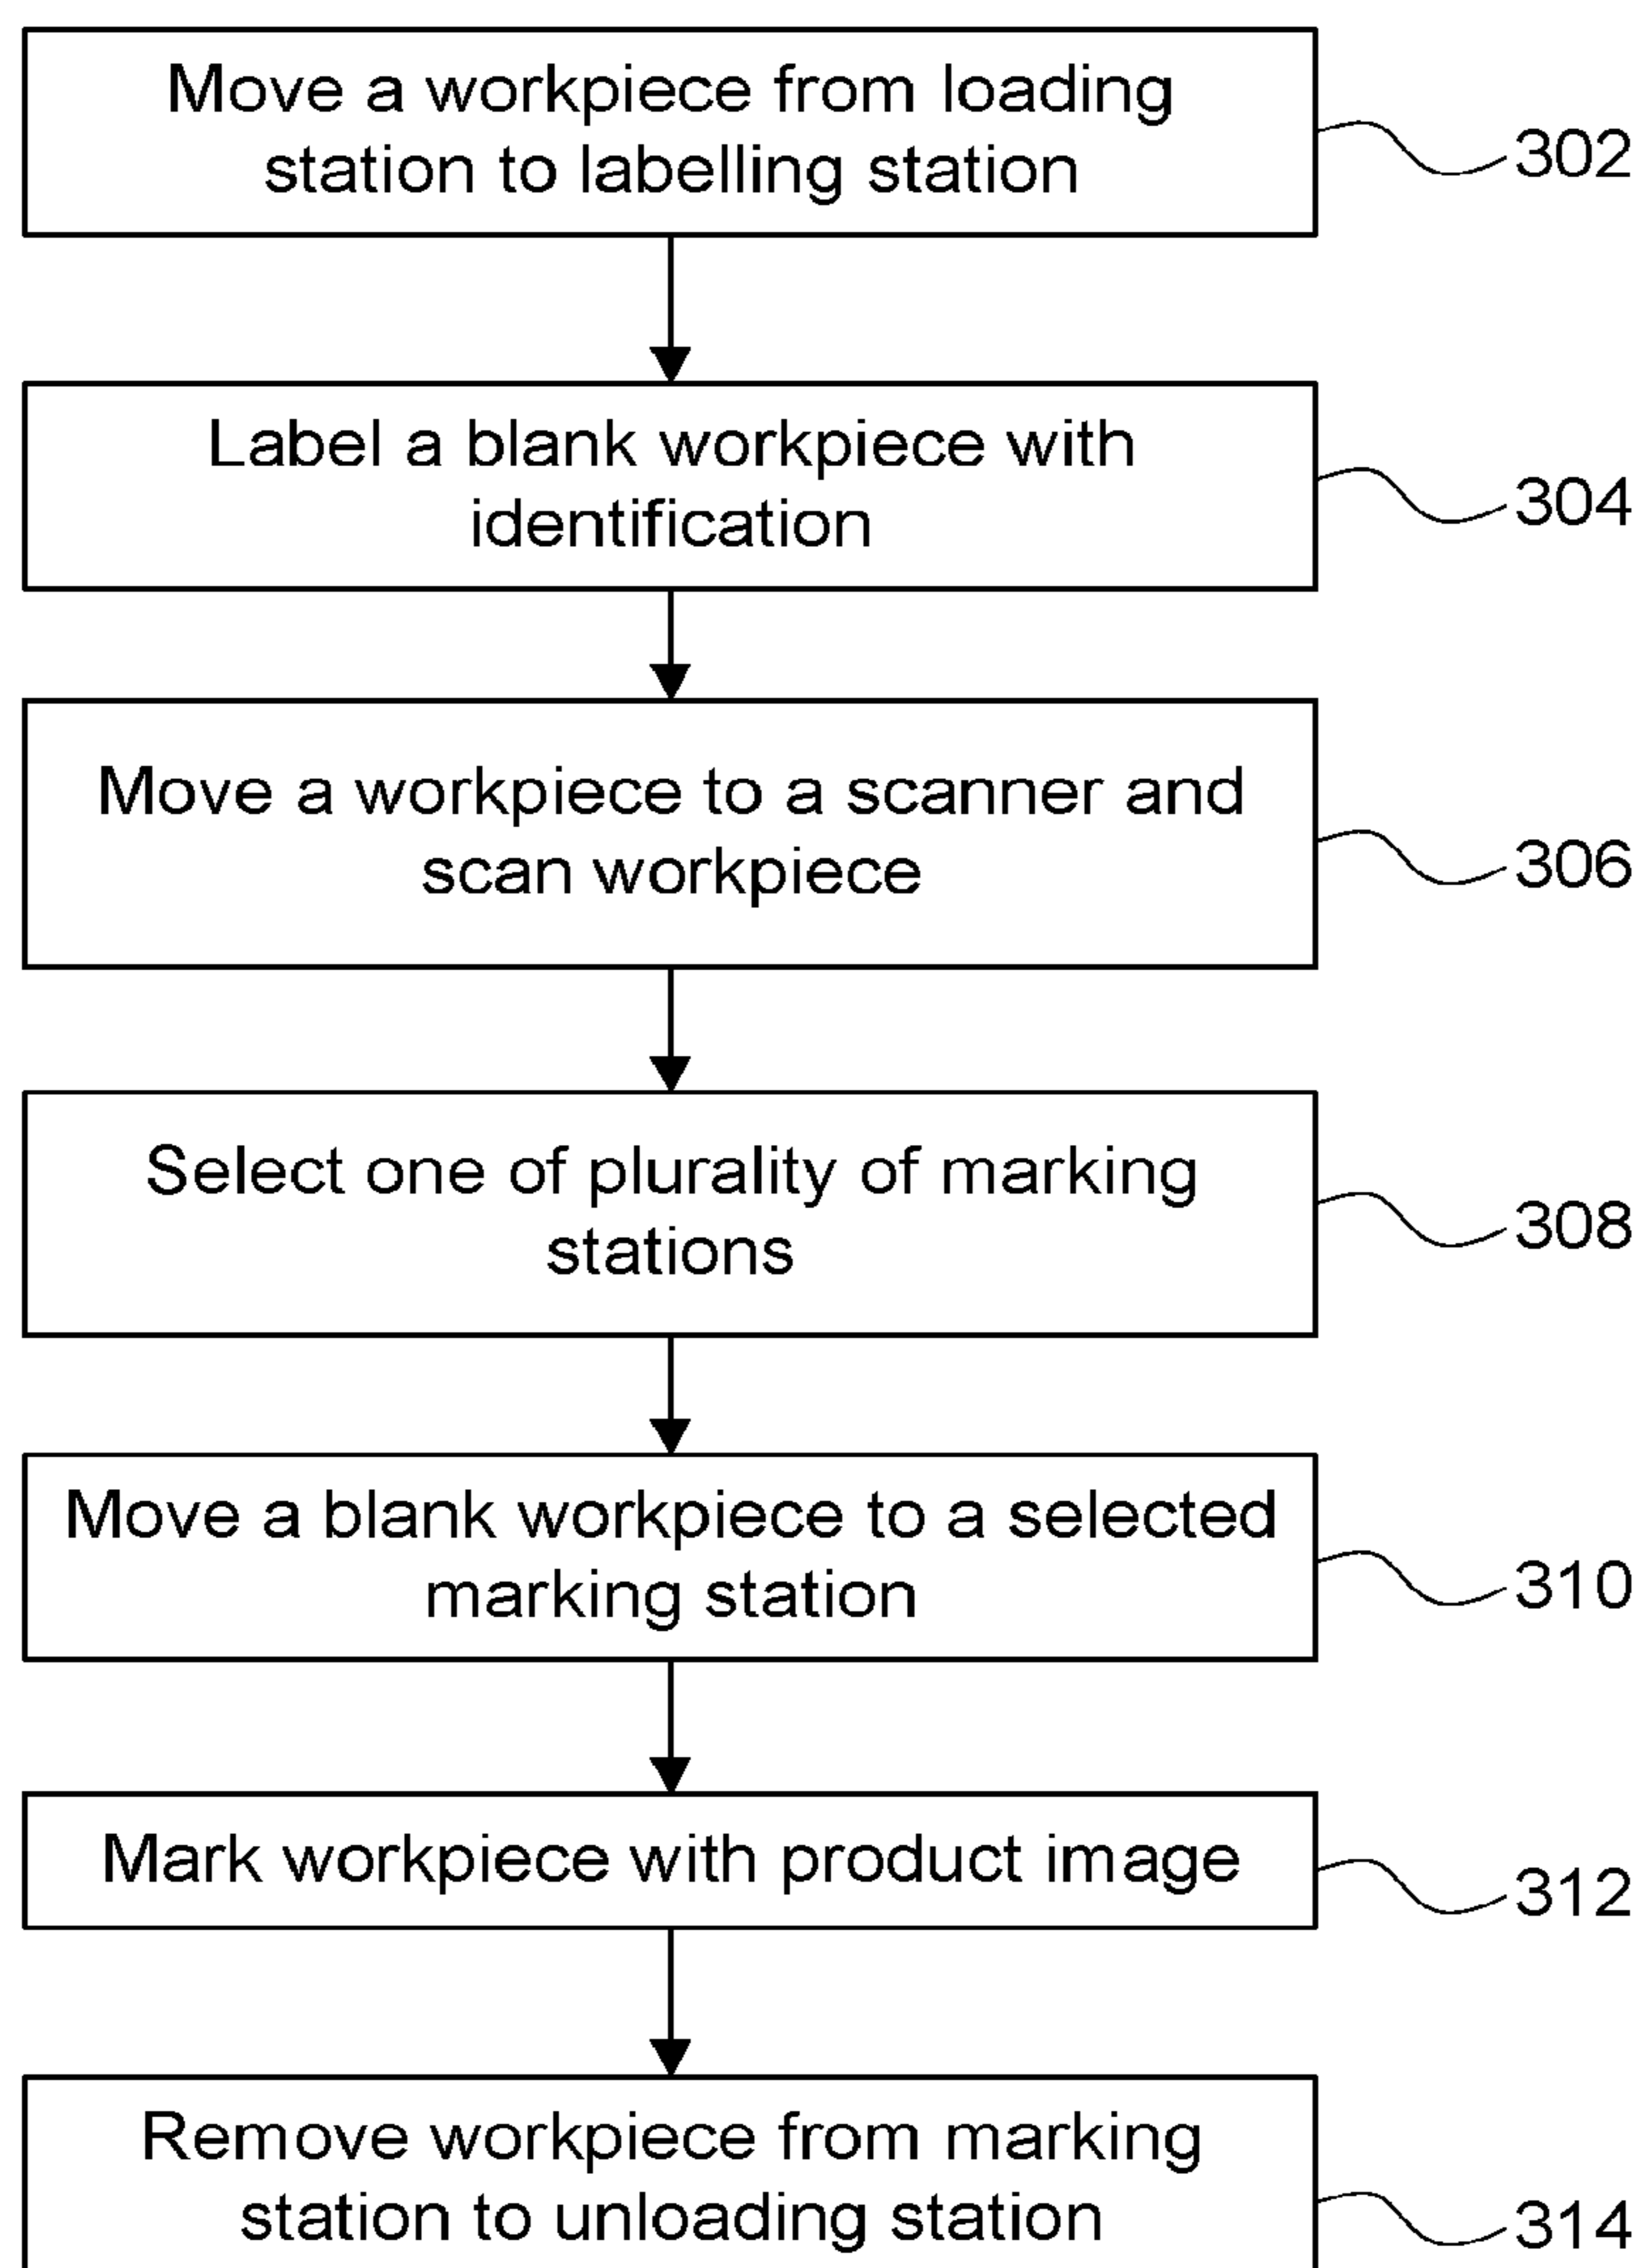 Move a workpiece from loading
station to labelling station
302
Label a blank workpiece with
identification
304
Move a workpiece to a scanner and
scan workpiece
306
Select one of plurality of marking
stations
308
Move a blank workpiece to a selected
marking station
310
Mark workpiece with product image
312
Remove workpiece from marking
station to unloading station
314